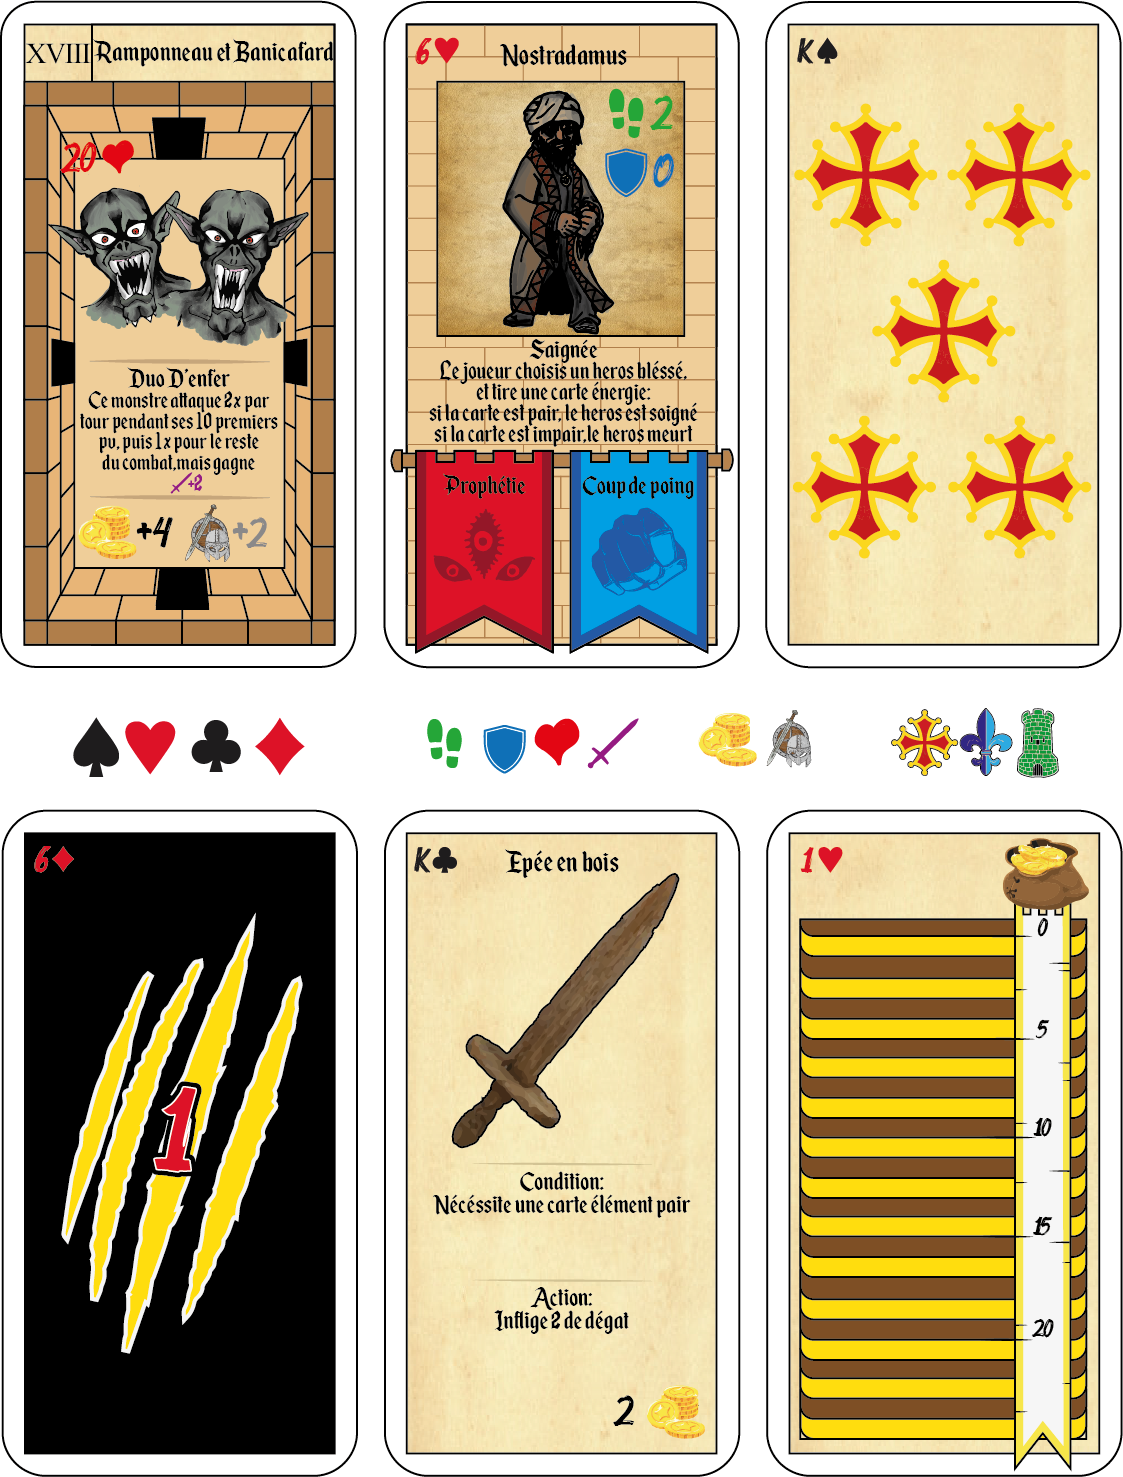 XVIII Ramponneau et Banicafard
20
Duo D'enfer
Ce monstre attaque 2x par
tour pendant ses 10 premiers
pv, puis 1x pour le reste
du combat,mais gagne
+2
+4 +2
6
Nostradamus
2
0
Saignée
Le joueur choisis un heros bléssé,
et tire une carte énergie:
si la carte est pair, le heros est soigné
si la carte est impair,le heros meurt
Prophétie
Coup de poing
K
6
1
K
Epée en bois
Condition:
Nécéssite une carte élément pair
Action:
Inflige 2 de dégat
2
1
0
5
10
15
20